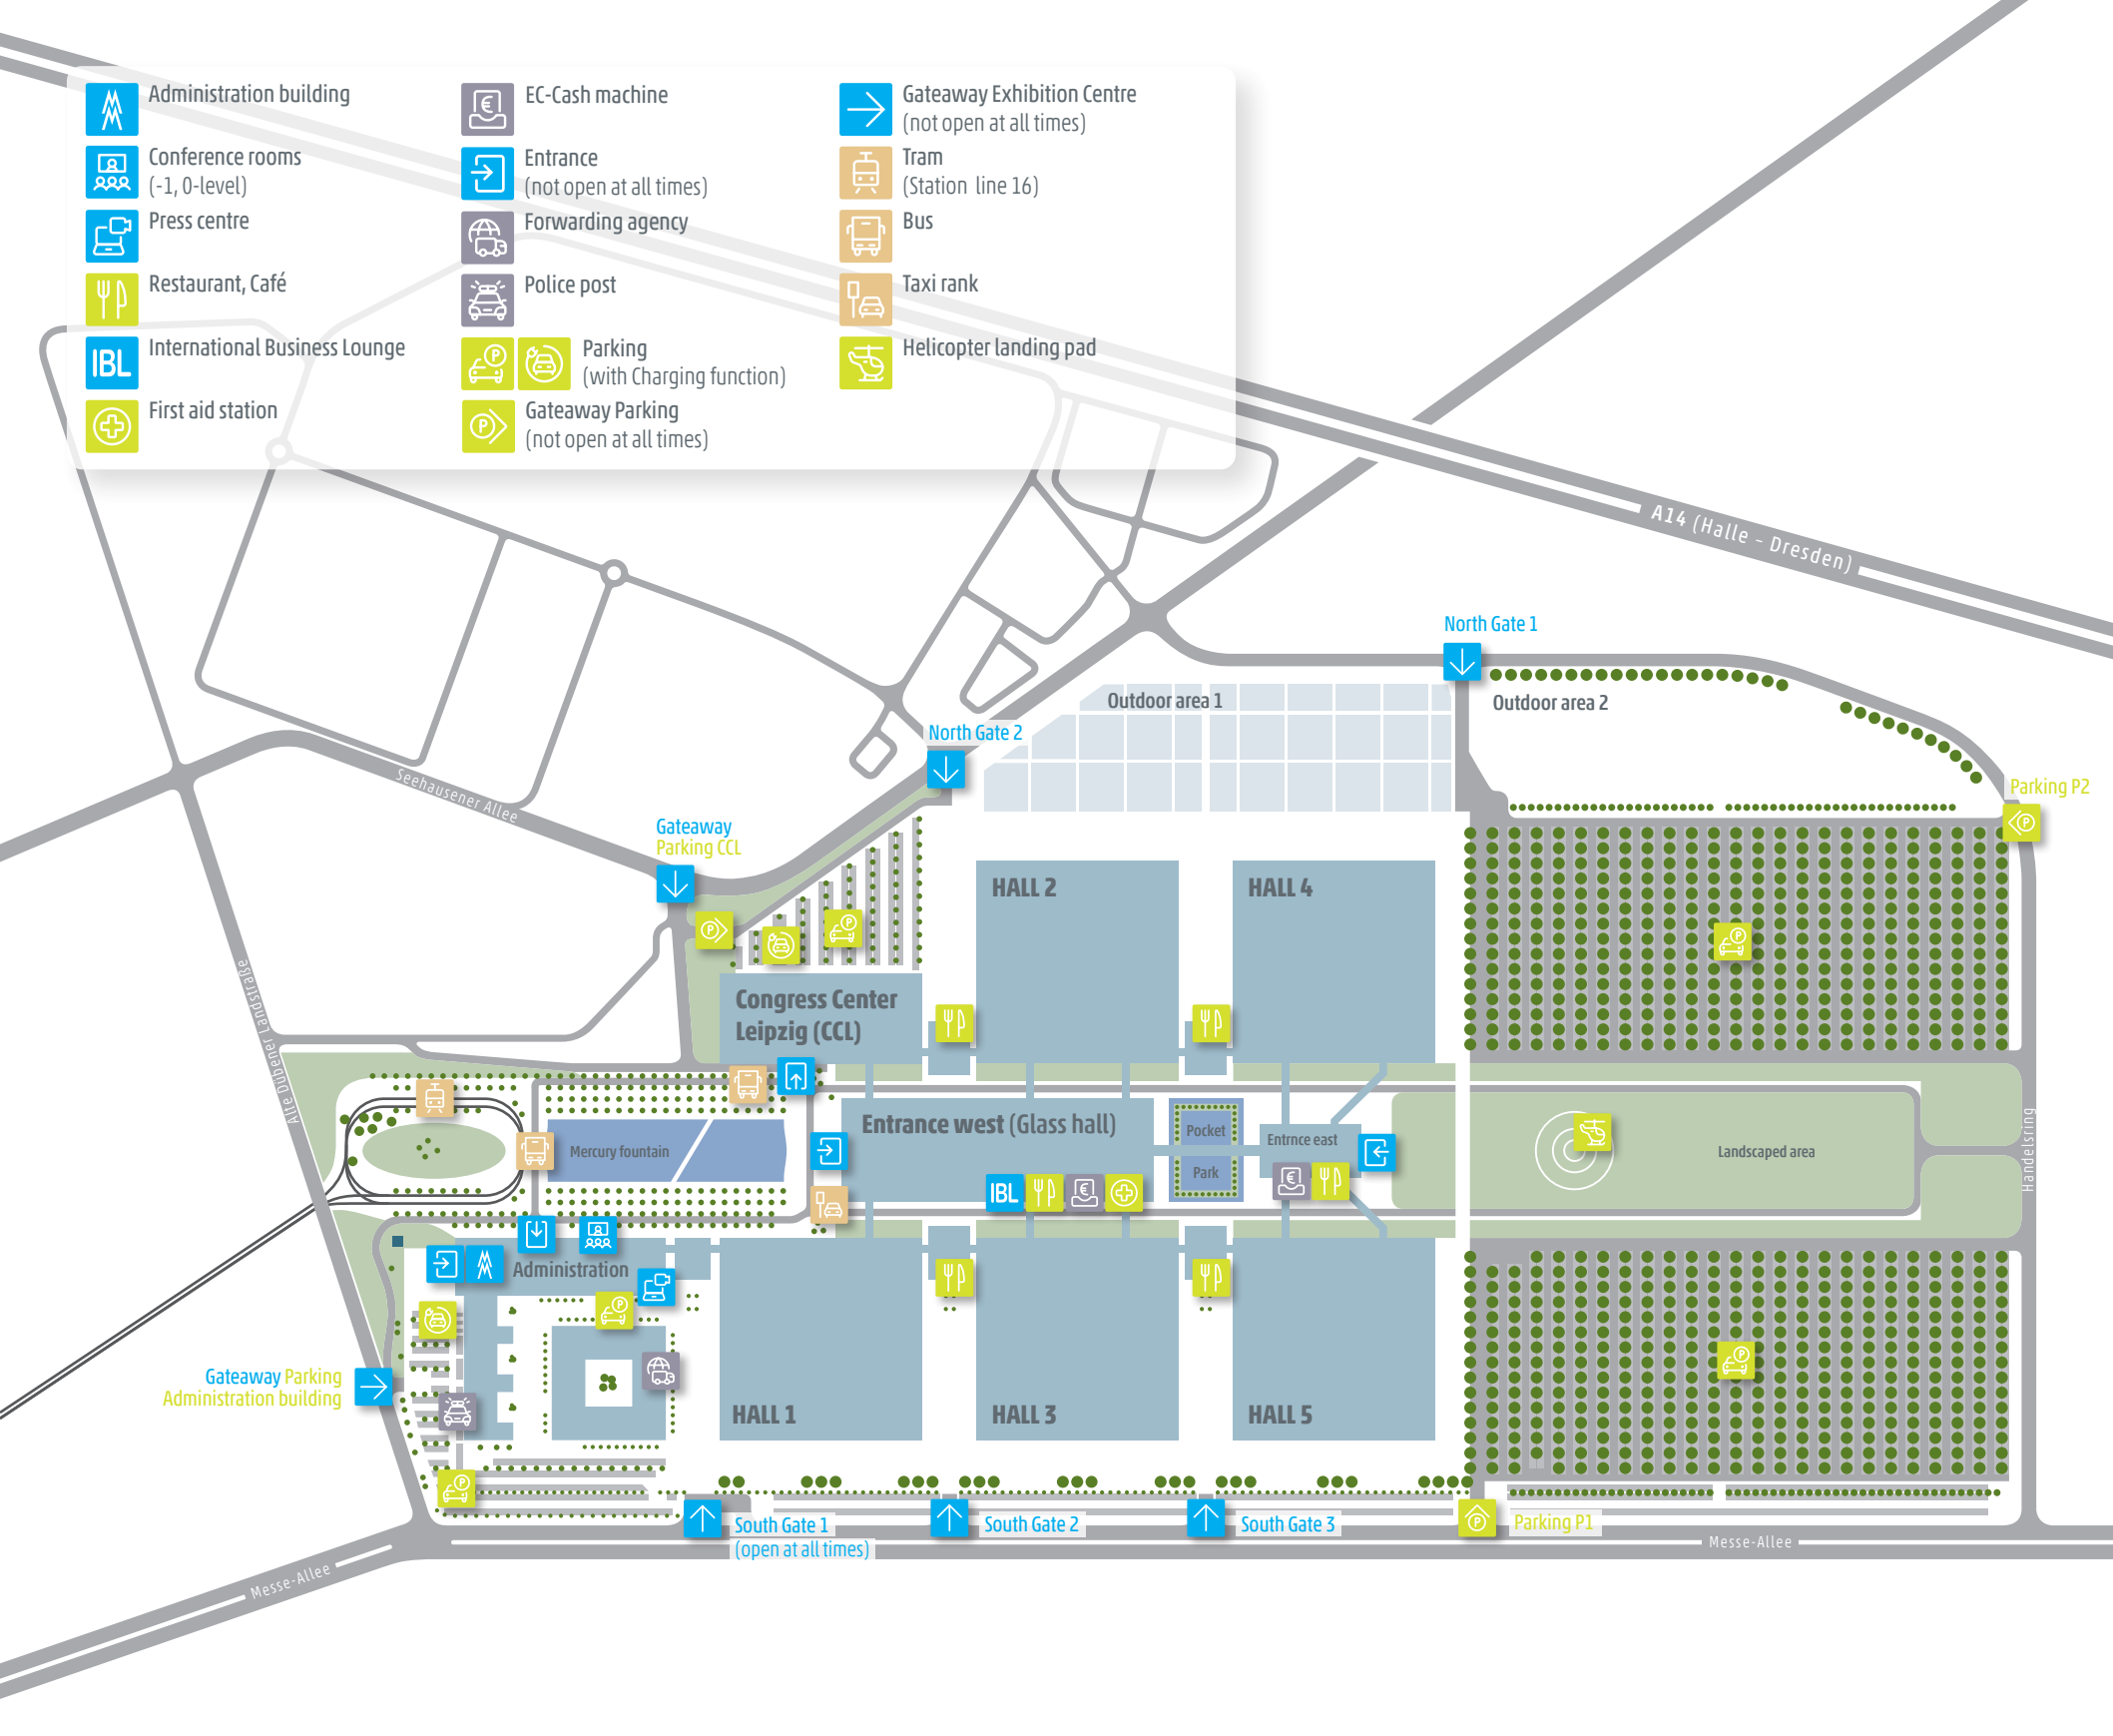 Administration building
Conference rooms
(-1, 0-level)
Press centre
Restaurant, Café
IBL
International Business Lounge
First aid station
€
EC-Cash machine
Entrance
(not open at all times)
Forwarding agency
Police post
P
Parking
(with Charging function)
P
Gateaway Parking
(not open at all times)
Gateaway Exhibition Centre
(not open at all times)
Tram
(Station line 16)
Bus
Taxi rank
Helicopter landing pad
A14 (Halle - Dresden)
North Gate 1
Outdoor area 1
Outdoor area 2
North Gate 2
Seehausener Allee
Parking P2
P
Gateaway
Parking CCL
P
P
HALL 2
HALL 4
P
Alte Dübener Landstraße
Congress Center
Leipzig (CCL)
Entrance west (Glass hall)
Pocket
Park
Entrnce east
Mercury fountain
Landscaped area
Handelsring
IBL
€
€
Administration
P
P
Gateaway Parking
Administration building
HALL 1
HALL 3
HALL 5
P
South Gate 1
(open at all times)
South Gate 2
South Gate 3
P
Parking P1
Messe-Allee
Messe-Allee